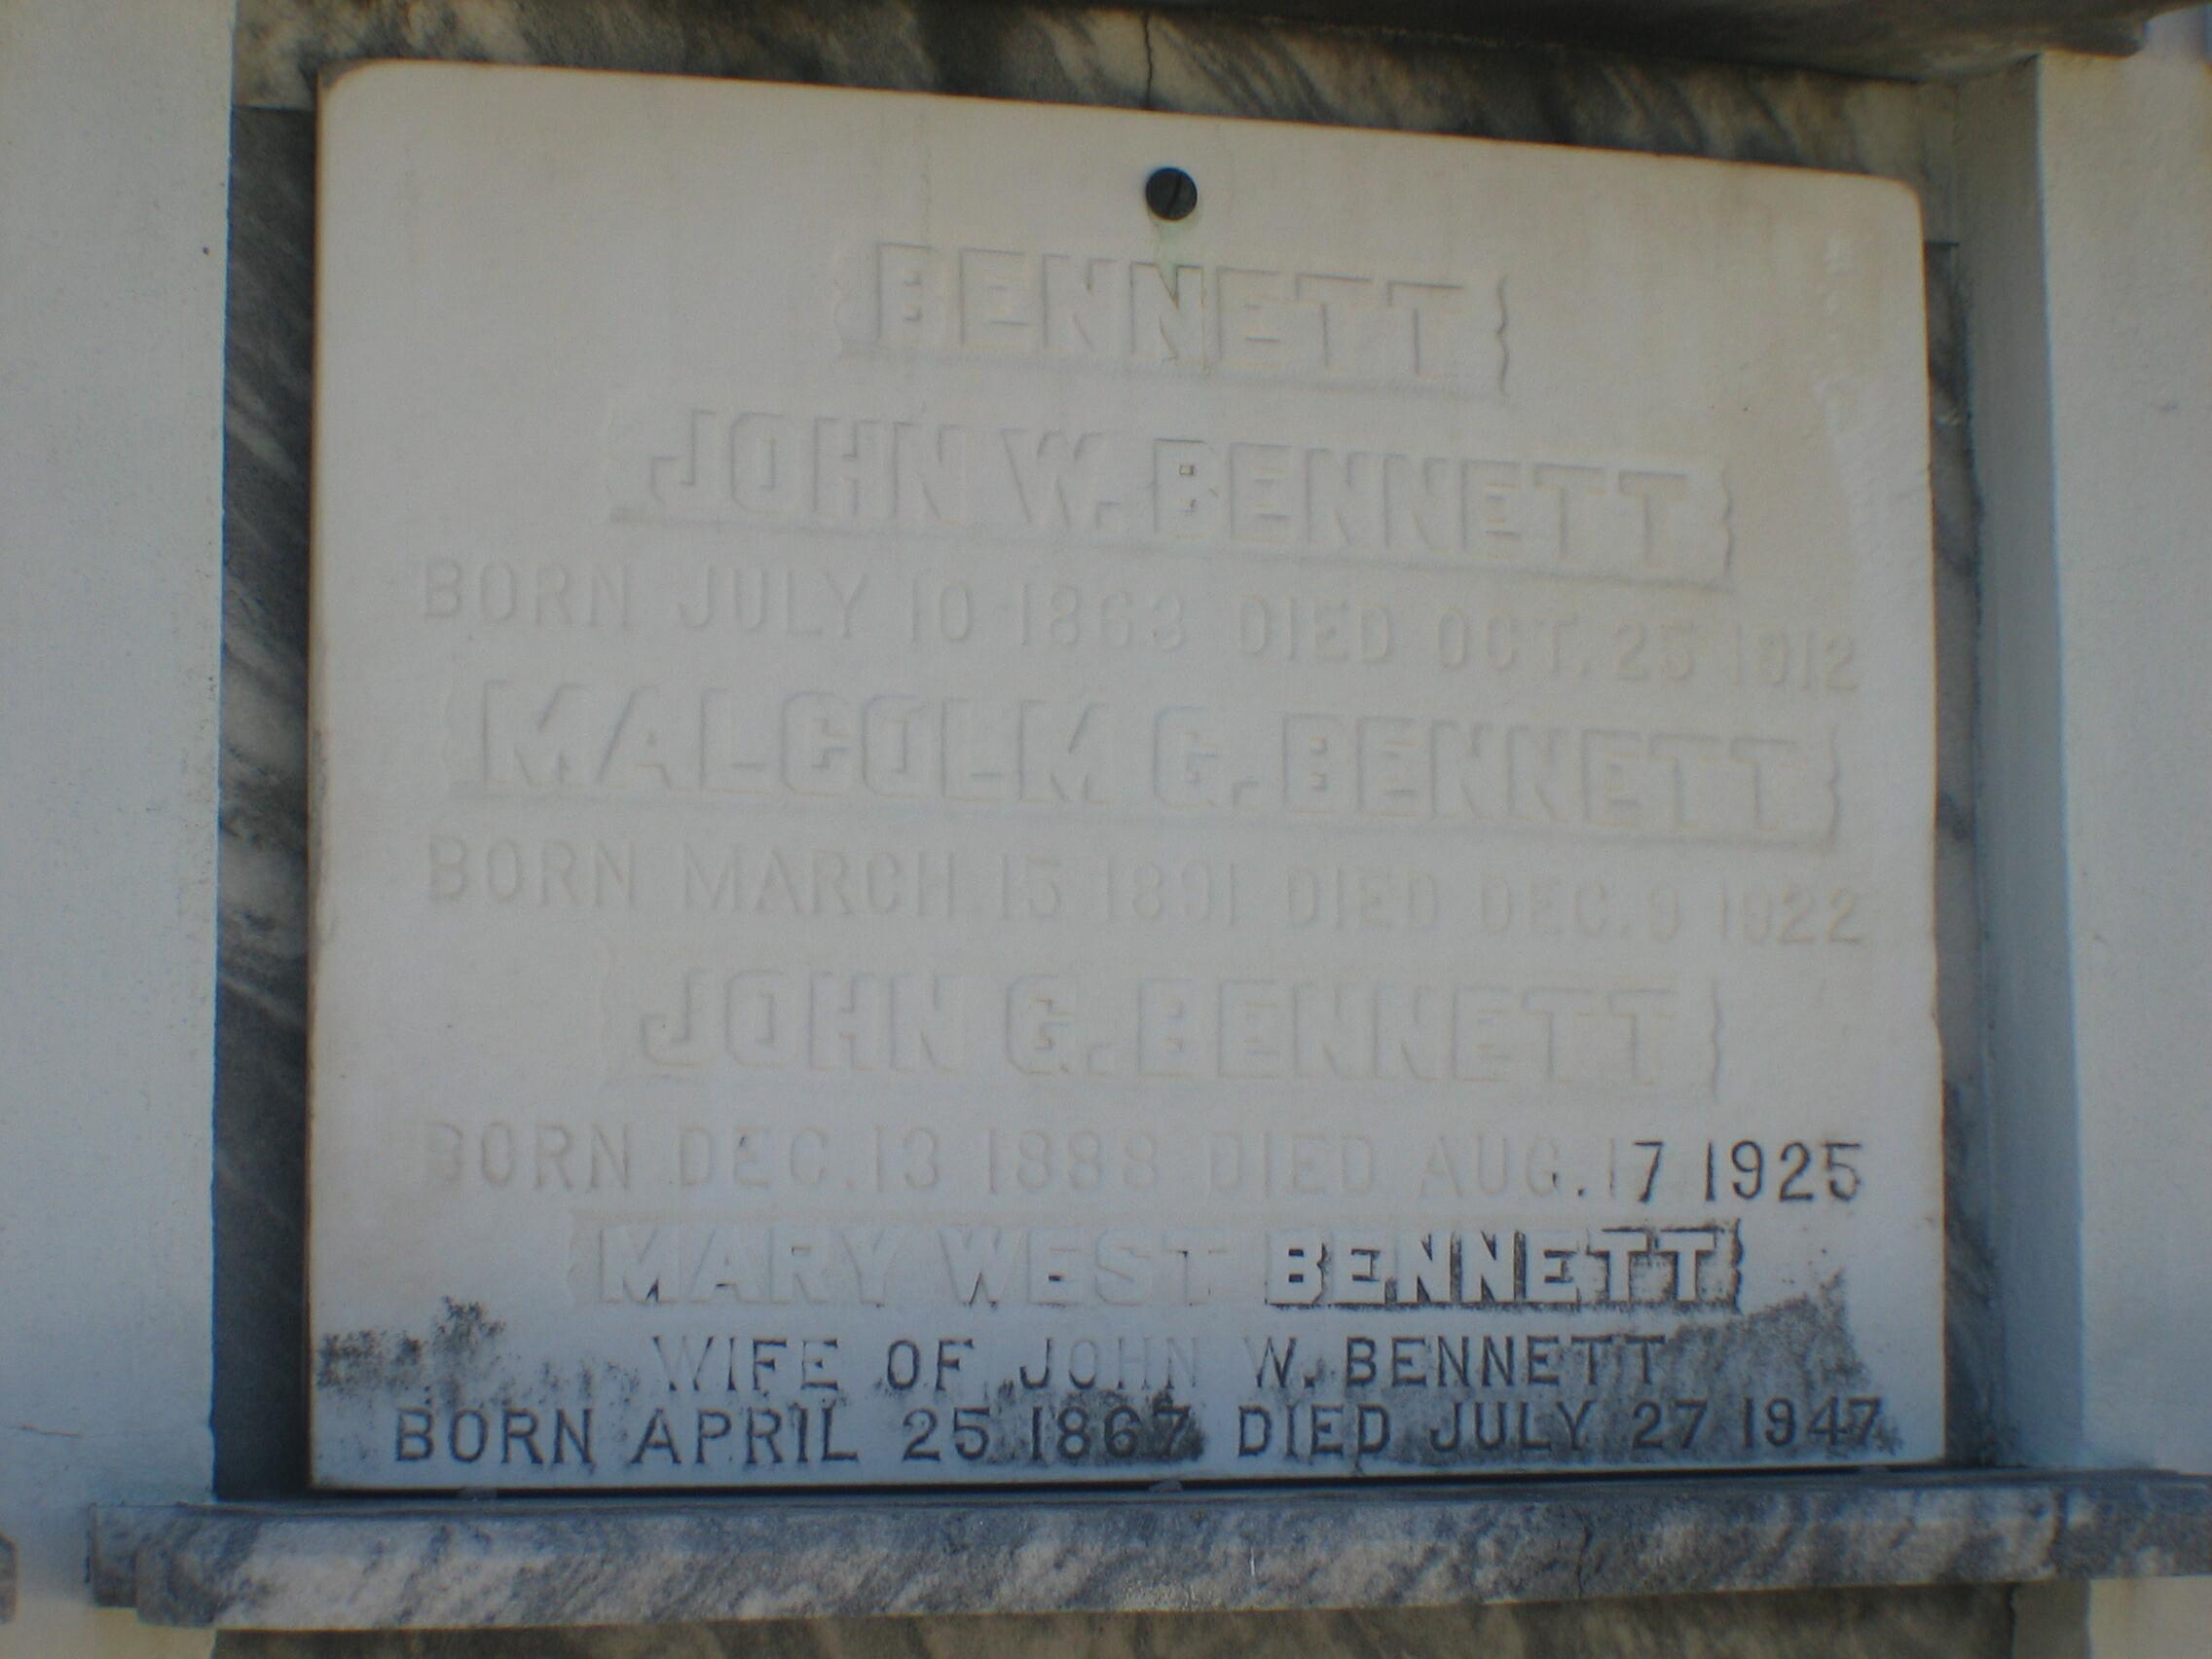 BENNETT
JOHN W. BENNETT
BORN JULY 10 1863 DIED OCT. 25 1912
MALCOLM G. BENNETT
BORN MARCH 15 1891 DIED DEC. 9 1922
JOHN G. BENNETT
BORN DEC. 13 1888 DIED AUG. 17 1925
MARY WEST BENNETT
WIFE OF JOHN W. BENNETT
BORN APRIL 25 1867 DIED JULY 27 1947